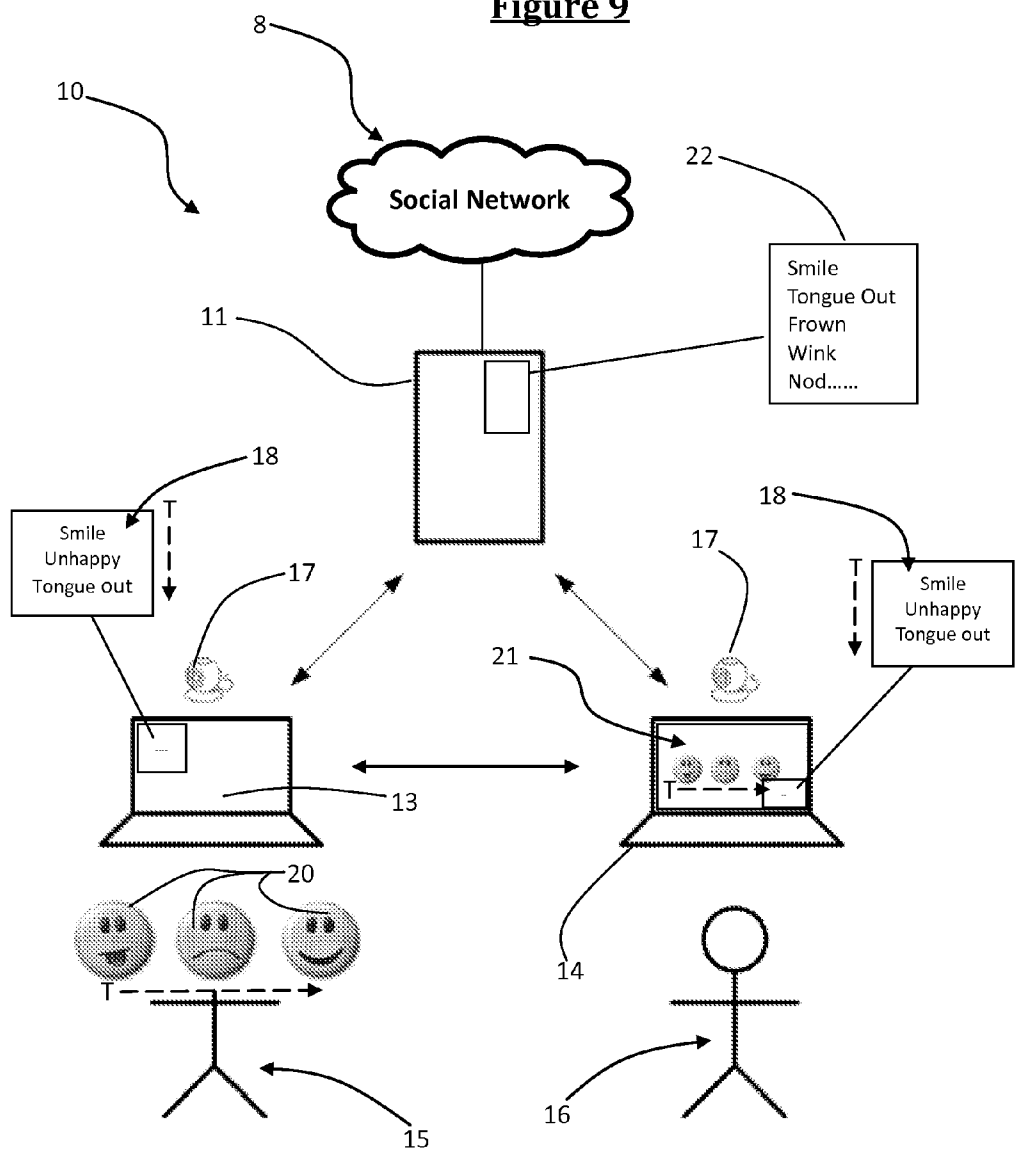 Figure 9
8
10
Social Network
22
Smile
Tongue Out
Frown
Wink
Nod......
11
18
T
Smile
Unhappy
Tongue out
17
18
T
Smile
Unhappy
Tongue out
17
21
T
13
20
T
14
15
16